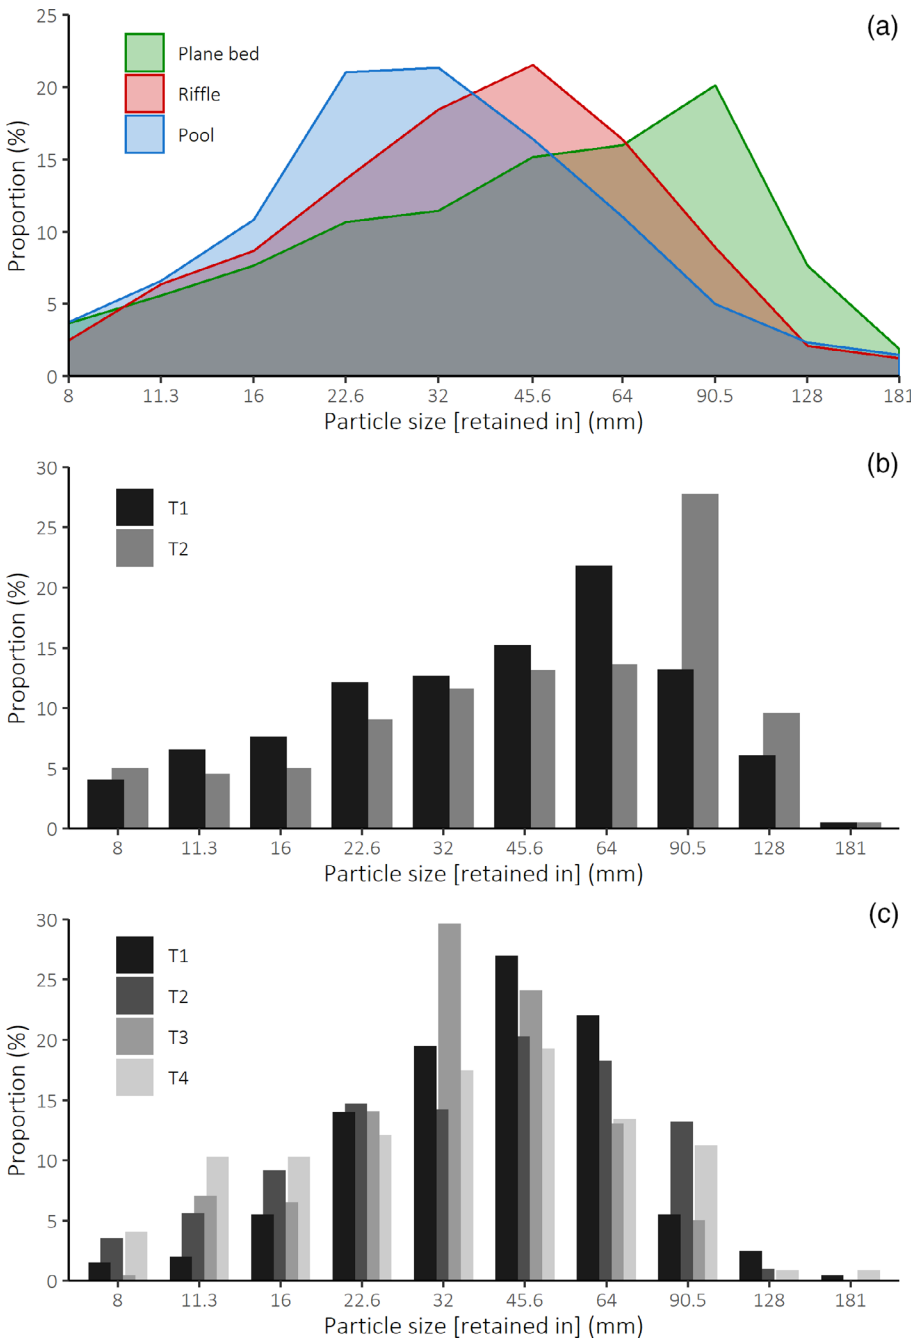 (a)
25
20
15
10
5
0
Proportion (%)
Plane bed
Riffle
Pool
8 11.3 16 22.6 32 45.6 64 90.5 128 181
Particle size [retained in] (mm)
(b)
30
25
20
15
10
5
0
Proportion (%)
T1
T2
8 11.3 16 22.6 32 45.6 64 90.5 128 181
Particle size [retained in] (mm)
(c)
30
25
20
15
10
5
0
Proportion (%)
T1
T2
T3
T4
8 11.3 16 22.6 32 45.6 64 90.5 128 181
Particle size [retained in] (mm)